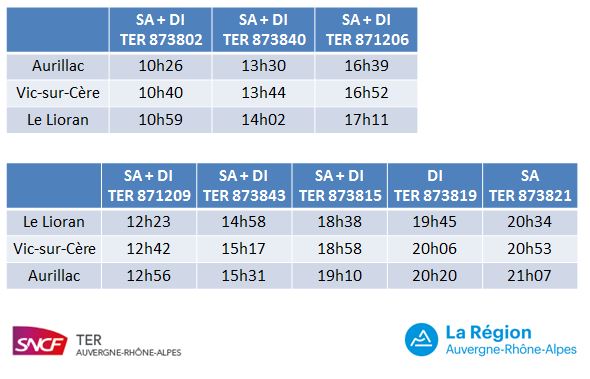 SA + DI SA + DI SA + DI
TER 873802 TER 873840 TER 871206
Aurillac 10h26 13h30 16h39
Vic-sur-Cère 10h40 13h44 16h52
Le Lioran 10h59 14h02 17h11
SA + DI SA + DI SA + DI DI SA
TER 871209 TER 873843 TER 873815 TER 873819 TER 873821
Le Lioran 12h23 14h58 18h38 19h45 20h34
Vic-sur-Cère 12h42 15h17 18h58 20h06 20h53
Aurillac 12h56 15h31 19h10 20h20 21h07
SNCF TER
AUVERGNE-RHÔNE-ALPES
La Région
Auvergne-Rhône-Alpes